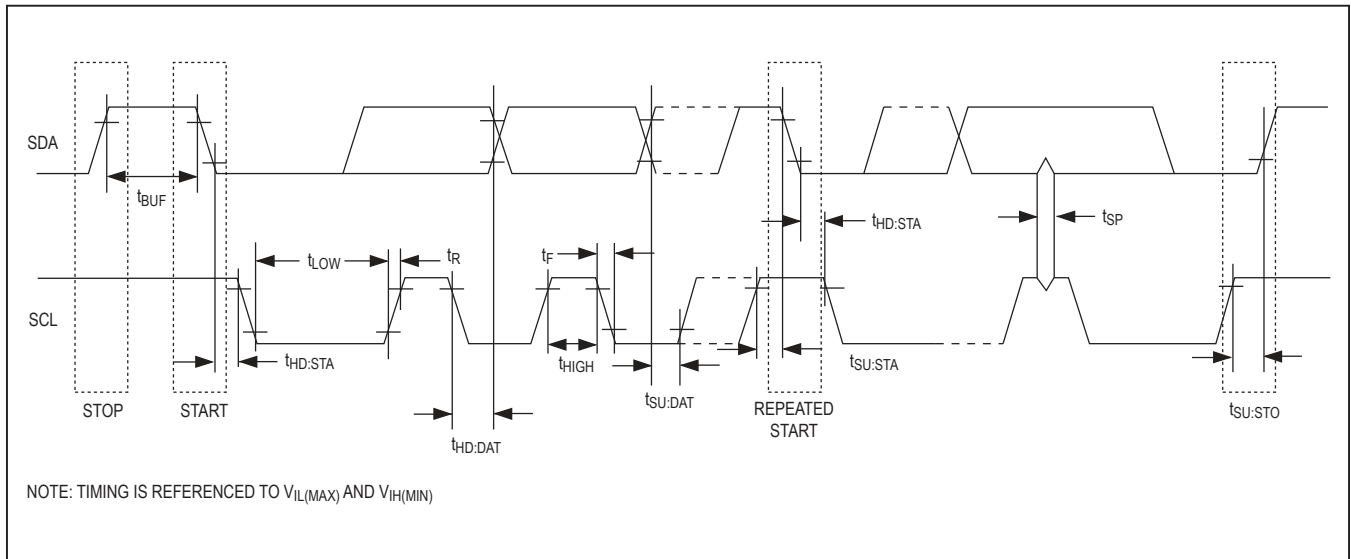 SDA
tBUF
tHD:STA
tSP
tLOW
tR
tF
SCL
tHD:STA
tHIGH
tSU:STA
tSU:DAT
STOP
START
REPEATED
START
tSU:STO
tHD:DAT
NOTE: TIMING IS REFERENCED TO VIL(MAX) AND VIH(MIN)